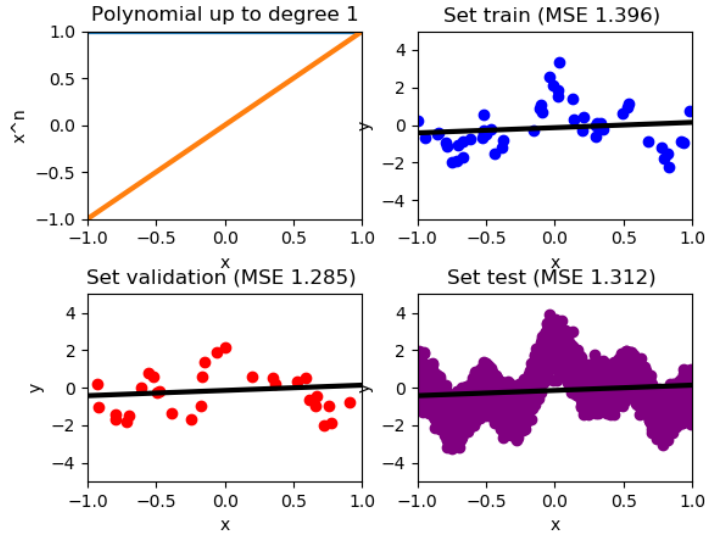 Polynomial up to degree 1
1.0
0.5
0.0
−0.5
−1.0
x^n
−1.0 −0.5 0.0 0.5 1.0
x
Set train (MSE 1.396)
4
2
0
−2
−4
y
−1.0 −0.5 0.0 0.5 1.0
x
Set validation (MSE 1.285)
4
2
0
−2
−4
y
−1.0 −0.5 0.0 0.5 1.0
x
Set test (MSE 1.312)
4
2
0
−2
−4
y
−1.0 −0.5 0.0 0.5 1.0
x